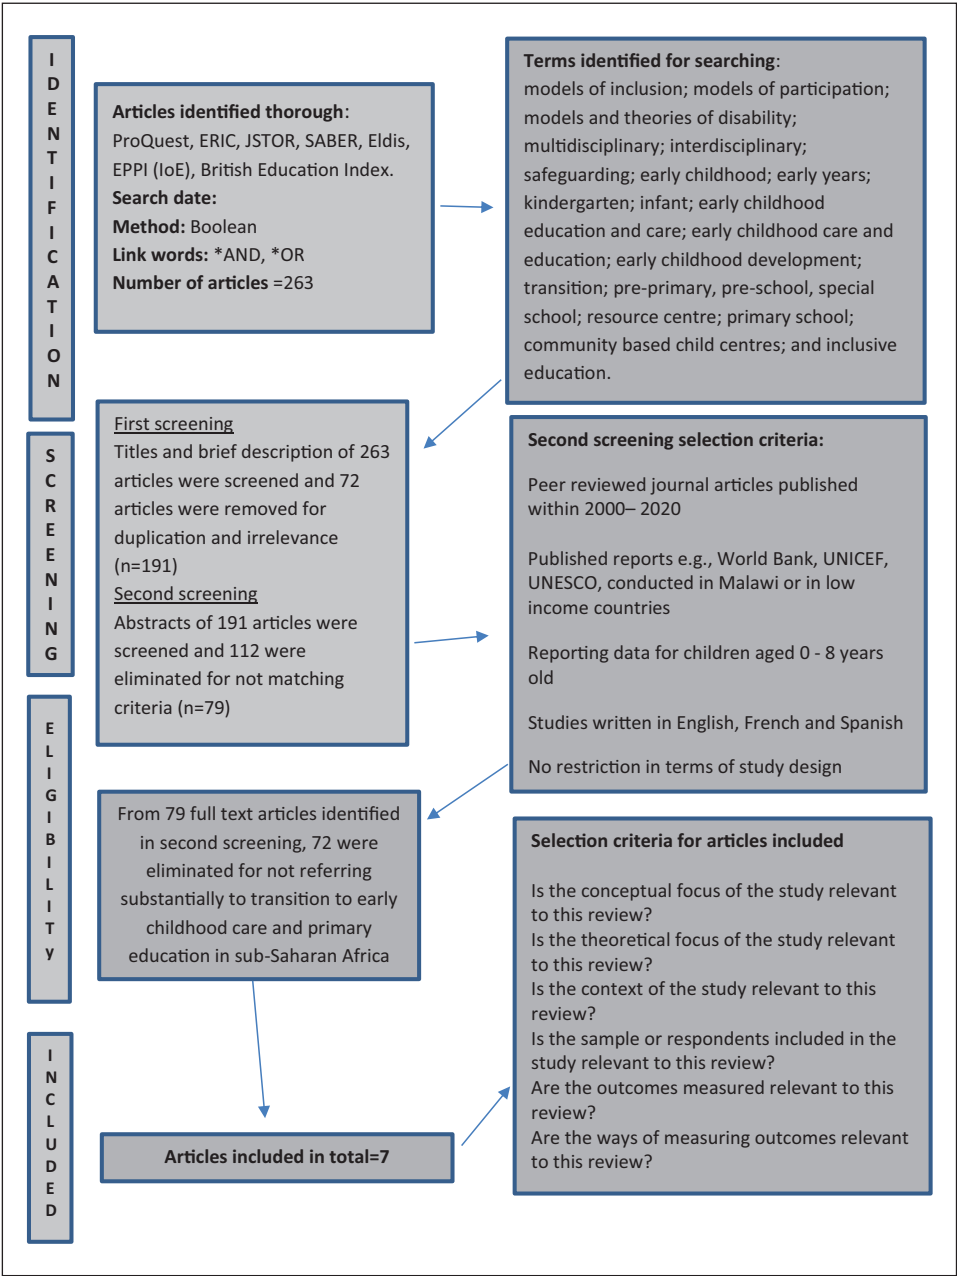 IDENTIFICATION
Articles identified thorough:
ProQuest, ERIC, JSTOR, SABER, Eldis,
EPPI (IoE), British Education Index.
Search date:
Method: Boolean
Link words: *AND, *OR
Number of articles =263
Terms identified for searching:
models of inclusion; models of participation;
models and theories of disability;
multidisciplinary; interdisciplinary;
safeguarding; early childhood; early years;
kindergarten; infant; early childhood
education and care; early childhood care and
education; early childhood development;
transition; pre-primary, pre-school, special
school; resource centre; primary school;
community based child centres; and inclusive
education.
SCREENING
First screening
Titles and brief description of 263
articles were screened and 72
articles were removed for
duplication and irrelevance
(n=191)
Second screening
Abstracts of 191 articles were
screened and 112 were
eliminated for not matching
criteria (n=79)
Second screening selection criteria:
Peer reviewed journal articles published
within 2000– 2020
Published reports e.g., World Bank, UNICEF,
UNESCO, conducted in Malawi or in low
income countries
Reporting data for children aged 0 - 8 years
old
Studies written in English, French and Spanish
No restriction in terms of study design
ELIGIBILITy
From 79 full text articles identified
in second screening, 72 were
eliminated for not referring
substantially to transition to early
childhood care and primary
education in sub-Saharan Africa
Selection criteria for articles included
Is the conceptual focus of the study relevant
to this review?
Is the theoretical focus of the study relevant
to this review?
Is the context of the study relevant to this
review?
Is the sample or respondents included in the
study relevant to this review?
Are the outcomes measured relevant to this
review?
Are the ways of measuring outcomes relevant
to this review?
INCLUDED
Articles included in total=7